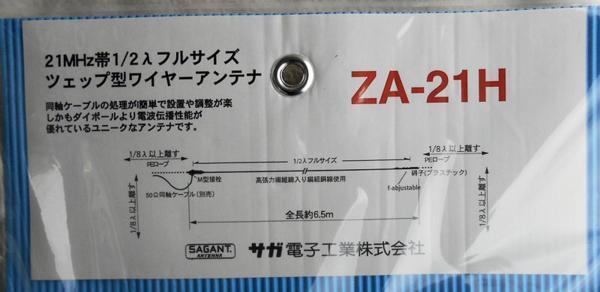 21MHz帯1/2λフルサイズ
ツェップ型ワイヤーアンテナ
ZA-21H
同軸ケーブルの処理が簡単で設置や調整が楽
しかもダイポールより電波伝播性能が
優れているユニークなアンテナです。
1/8λ以上離す
PEロープ
1/2λフルサイズ
1/8λ以上離す
PEロープ
M型接栓
高張力繊維線入り編組銅線使用
碍子(プラスチック)
f-adjustable
50Ω同軸ケーブル(別売)
1/8λ以上離す
1/8λ以上離す
全長約6.5m
SAGANT
ANTENNA
サガ電子工業株式会社